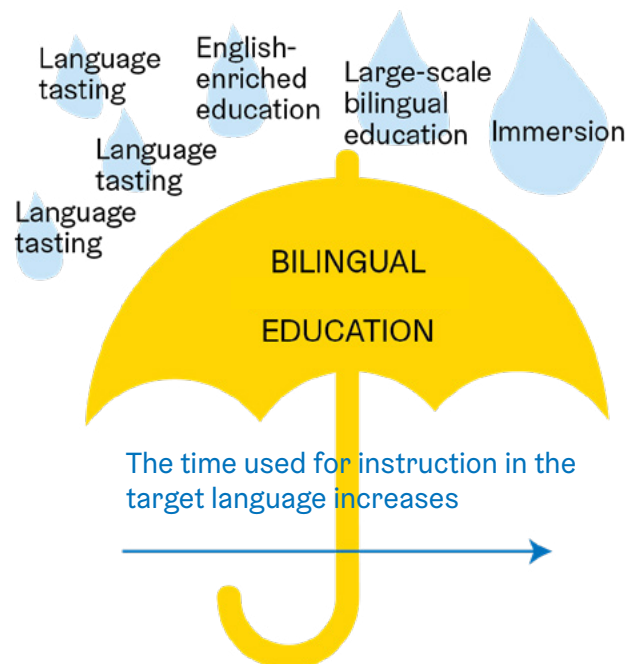 Language
tasting
Language
tasting
Language
tasting
English-
enriched
education
Large-scale
bilingual
education
Immersion
BILINGUAL
EDUCATION
The time used for instruction in the
target language increases